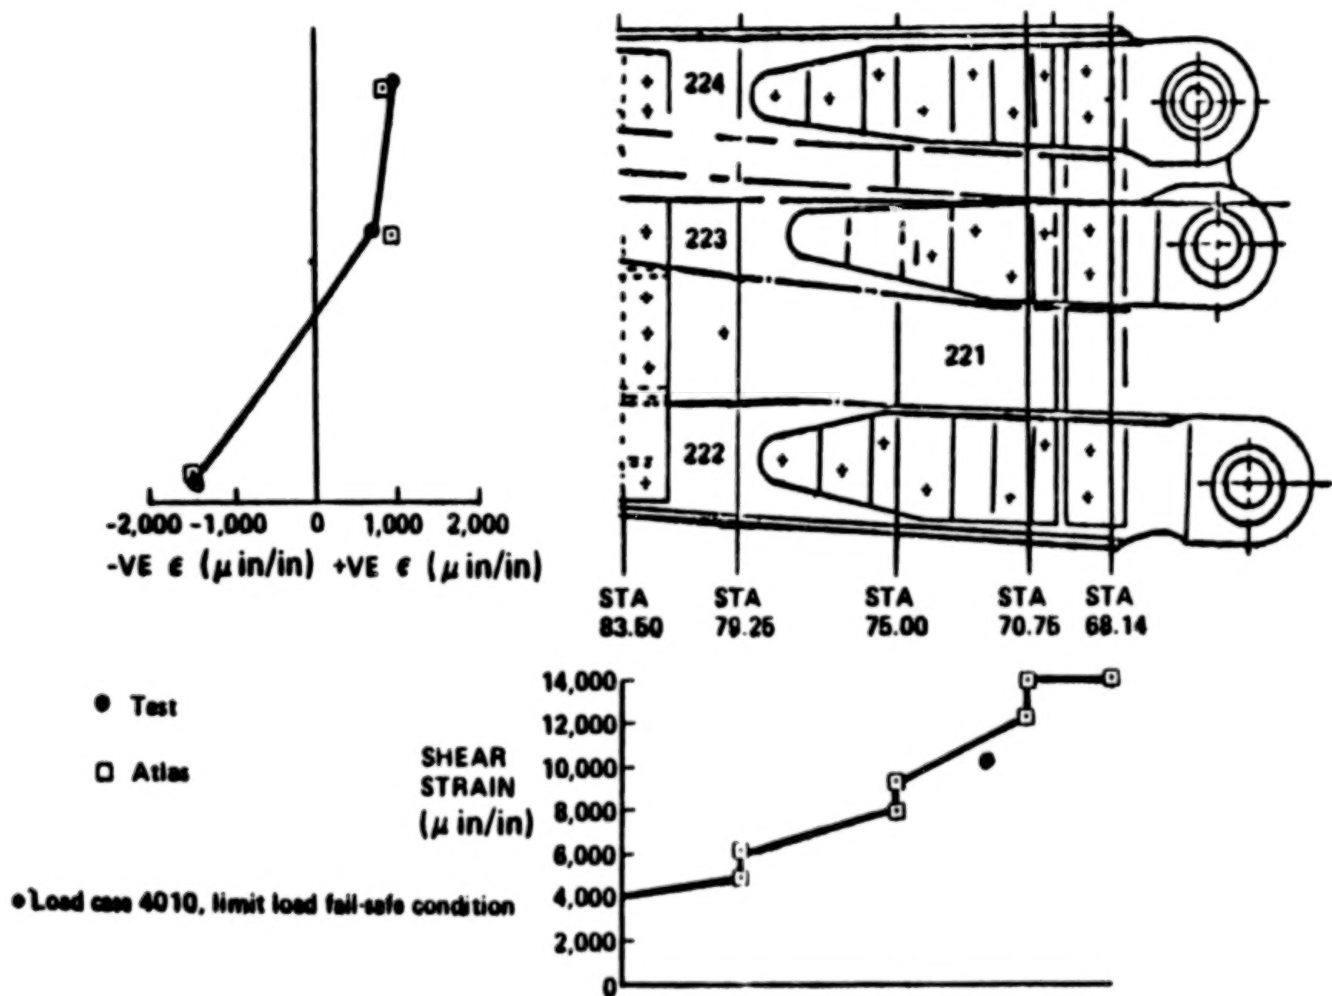 224
223
221
222
-2,000 -1,000 0 1,000 2,000
-VE ϵ (μ in/in) +VE ϵ (μ in/in)
STA 83.50
STA 79.25
STA 75.00
STA 70.75
STA 68.14
● Test
⊡ Atlas
SHEAR
STRAIN
(μ in/in)
14,000
12,000
10,000
8,000
6,000
4,000
2,000
0
• Load case 4010, limit load fail-safe condition